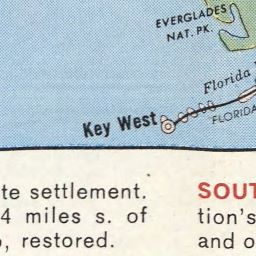 EVERGLADES
NAT. PK.
Florida
FLORIDA
Key West
te settlement.
4 miles s. of
, restored.
SOUT
tion's
and o